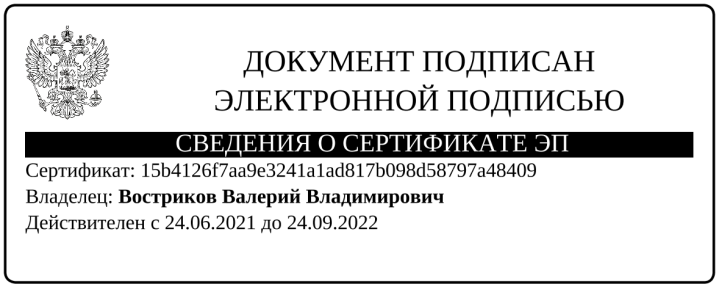 ДОКУМЕНТ ПОДПИСАН
ЭЛЕКТРОННОЙ ПОДПИСЬЮ
СВЕДЕНИЯ О СЕРТИФИКАТЕ ЭП
Сертификат: 15b4126f7aa9e3241a1ad817b098d58797a48409
Владелец: Востриков Валерий Владимирович
Действителен с 24.06.2021 до 24.09.2022